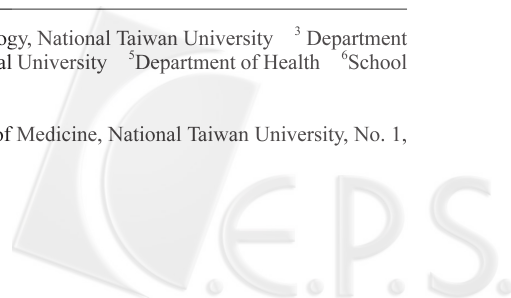 ogy, National Taiwan University ³ Department
al University ⁵Department of Health ⁶School
of Medicine, National Taiwan University, No. 1,
C.E.P.S.